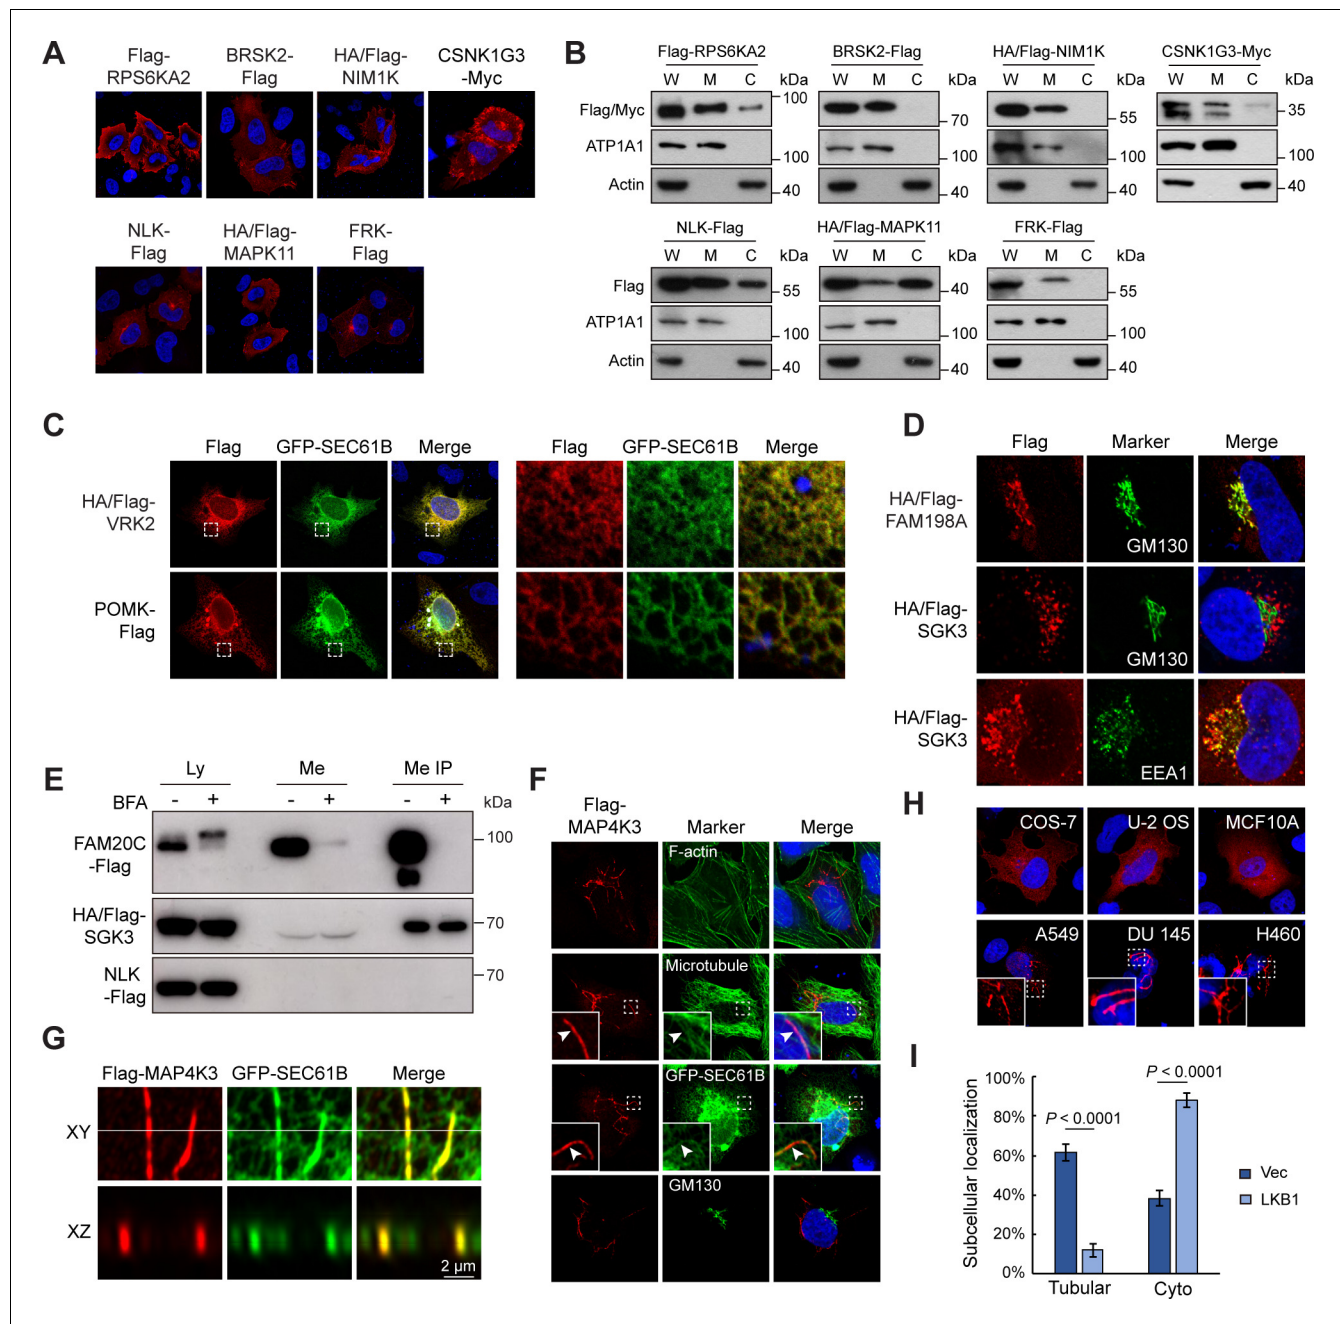 A
Flag-
RPS6KA2
BRSK2-
Flag
HA/Flag-
NIM1K
CSNK1G3
-Myc
NLK-
Flag
HA/Flag-
MAPK11
FRK-
Flag
B
Flag-RPS6KA2
BRSK2-Flag
HA/Flag-NIM1K
CSNK1G3-Myc
W M C kDa W M C kDa W M C kDa W M C kDa
Flag/Myc 100 70 55 35
ATP1A1 100 100 100
Actin 40 40 40 40
NLK-Flag
HA/Flag-MAPK11
FRK-Flag
W M C kDa W M C kDa W M C kDa
Flag 55 40 55
ATP1A1 100 100 100
Actin 40 40 40
C
Flag GFP-SEC61B Merge Flag GFP-SEC61B Merge
HA/Flag-
VRK2
POMK-
Flag
D
Flag Marker Merge
HA/Flag-
FAM198A
GM130
HA/Flag-
SGK3
GM130
HA/Flag-
SGK3
EEA1
E
Ly Me Me IP
BFA - + - + - + kDa
FAM20C
-Flag
100
HA/Flag-
SGK3
70
NLK
-Flag
70
F
Flag-
MAP4K3 Marker Merge
F-actin
Microtubule
GFP-SEC61B
GM130
G
Flag-MAP4K3 GFP-SEC61B Merge
XY
XZ
2 µm
H
COS-7 U-2 OS MCF10A
A549 DU 145 H460
I
Subcellular localization
100%
80%
60%
40%
20%
0%
P < 0.0001
P < 0.0001
Vec
LKB1
Tubular Cyto